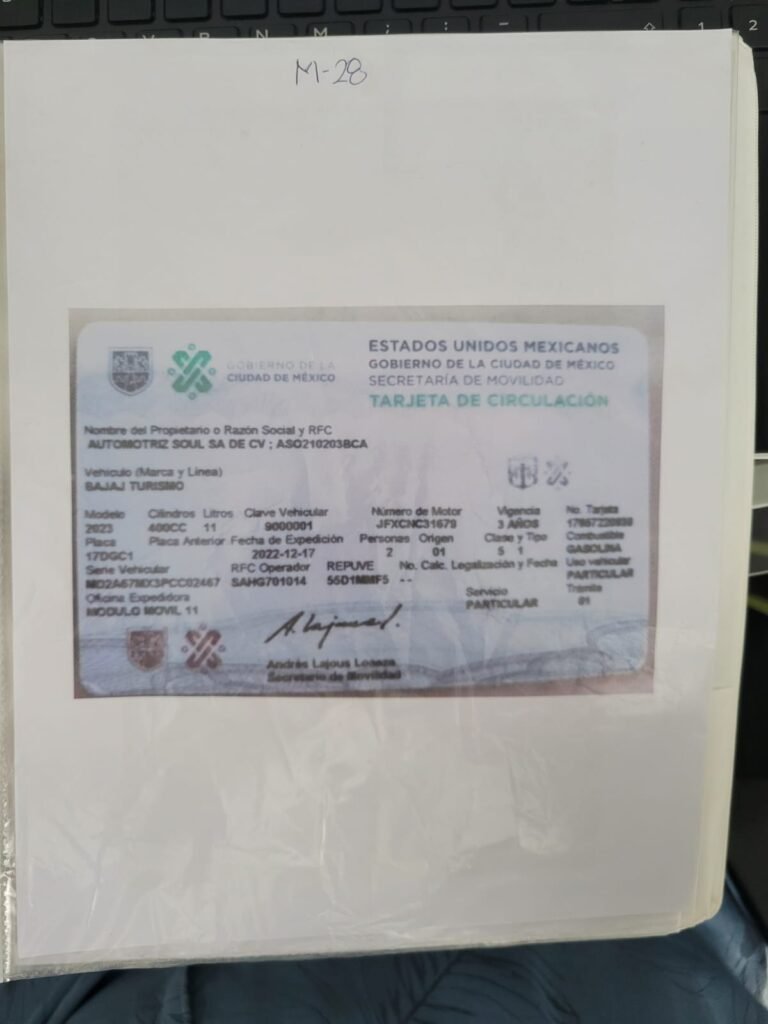 M-28
GOBIERNO DE LA
CIUDAD DE MÉXICO
ESTADOS UNIDOS MEXICANOS
GOBIERNO DE LA CIUDAD DE MÉXICO
SECRETARÍA DE MOVILIDAD
TARJETA DE CIRCULACIÓN
Nombre del Propietario o Razón Social y RFC
AUTOMOTRIZ SOUL SA DE CV ; ASO210203BCA
Vehículo (Marca y Línea)
BAJAJ TURISMO
Modelo Cilindros Litros Clave Vehicular Número de Motor Vigencia No. Tarjeta
2023 400CC 11 9000001 JFXCNC31679 3 AÑOS
Placa Placa Anterior Fecha de Expedición Personas Origen Clase y Tipo Combustible
17DGC1 2022-12-17 2 01 5 1 GASOLINA
Serie Vehicular RFC Operador REPUVE No. Calc. Legalización y Fecha Uso vehicular
MD2A67MX3PCC02467 SAHG701014 55D1MMF5 -- PARTICULAR
Oficina Expedidora Servicio Trámite
MODULO MOVIL 11 PARTICULAR 01
A. Lajous L.
Andrés Lajous Loaeza
Secretario de Movilidad